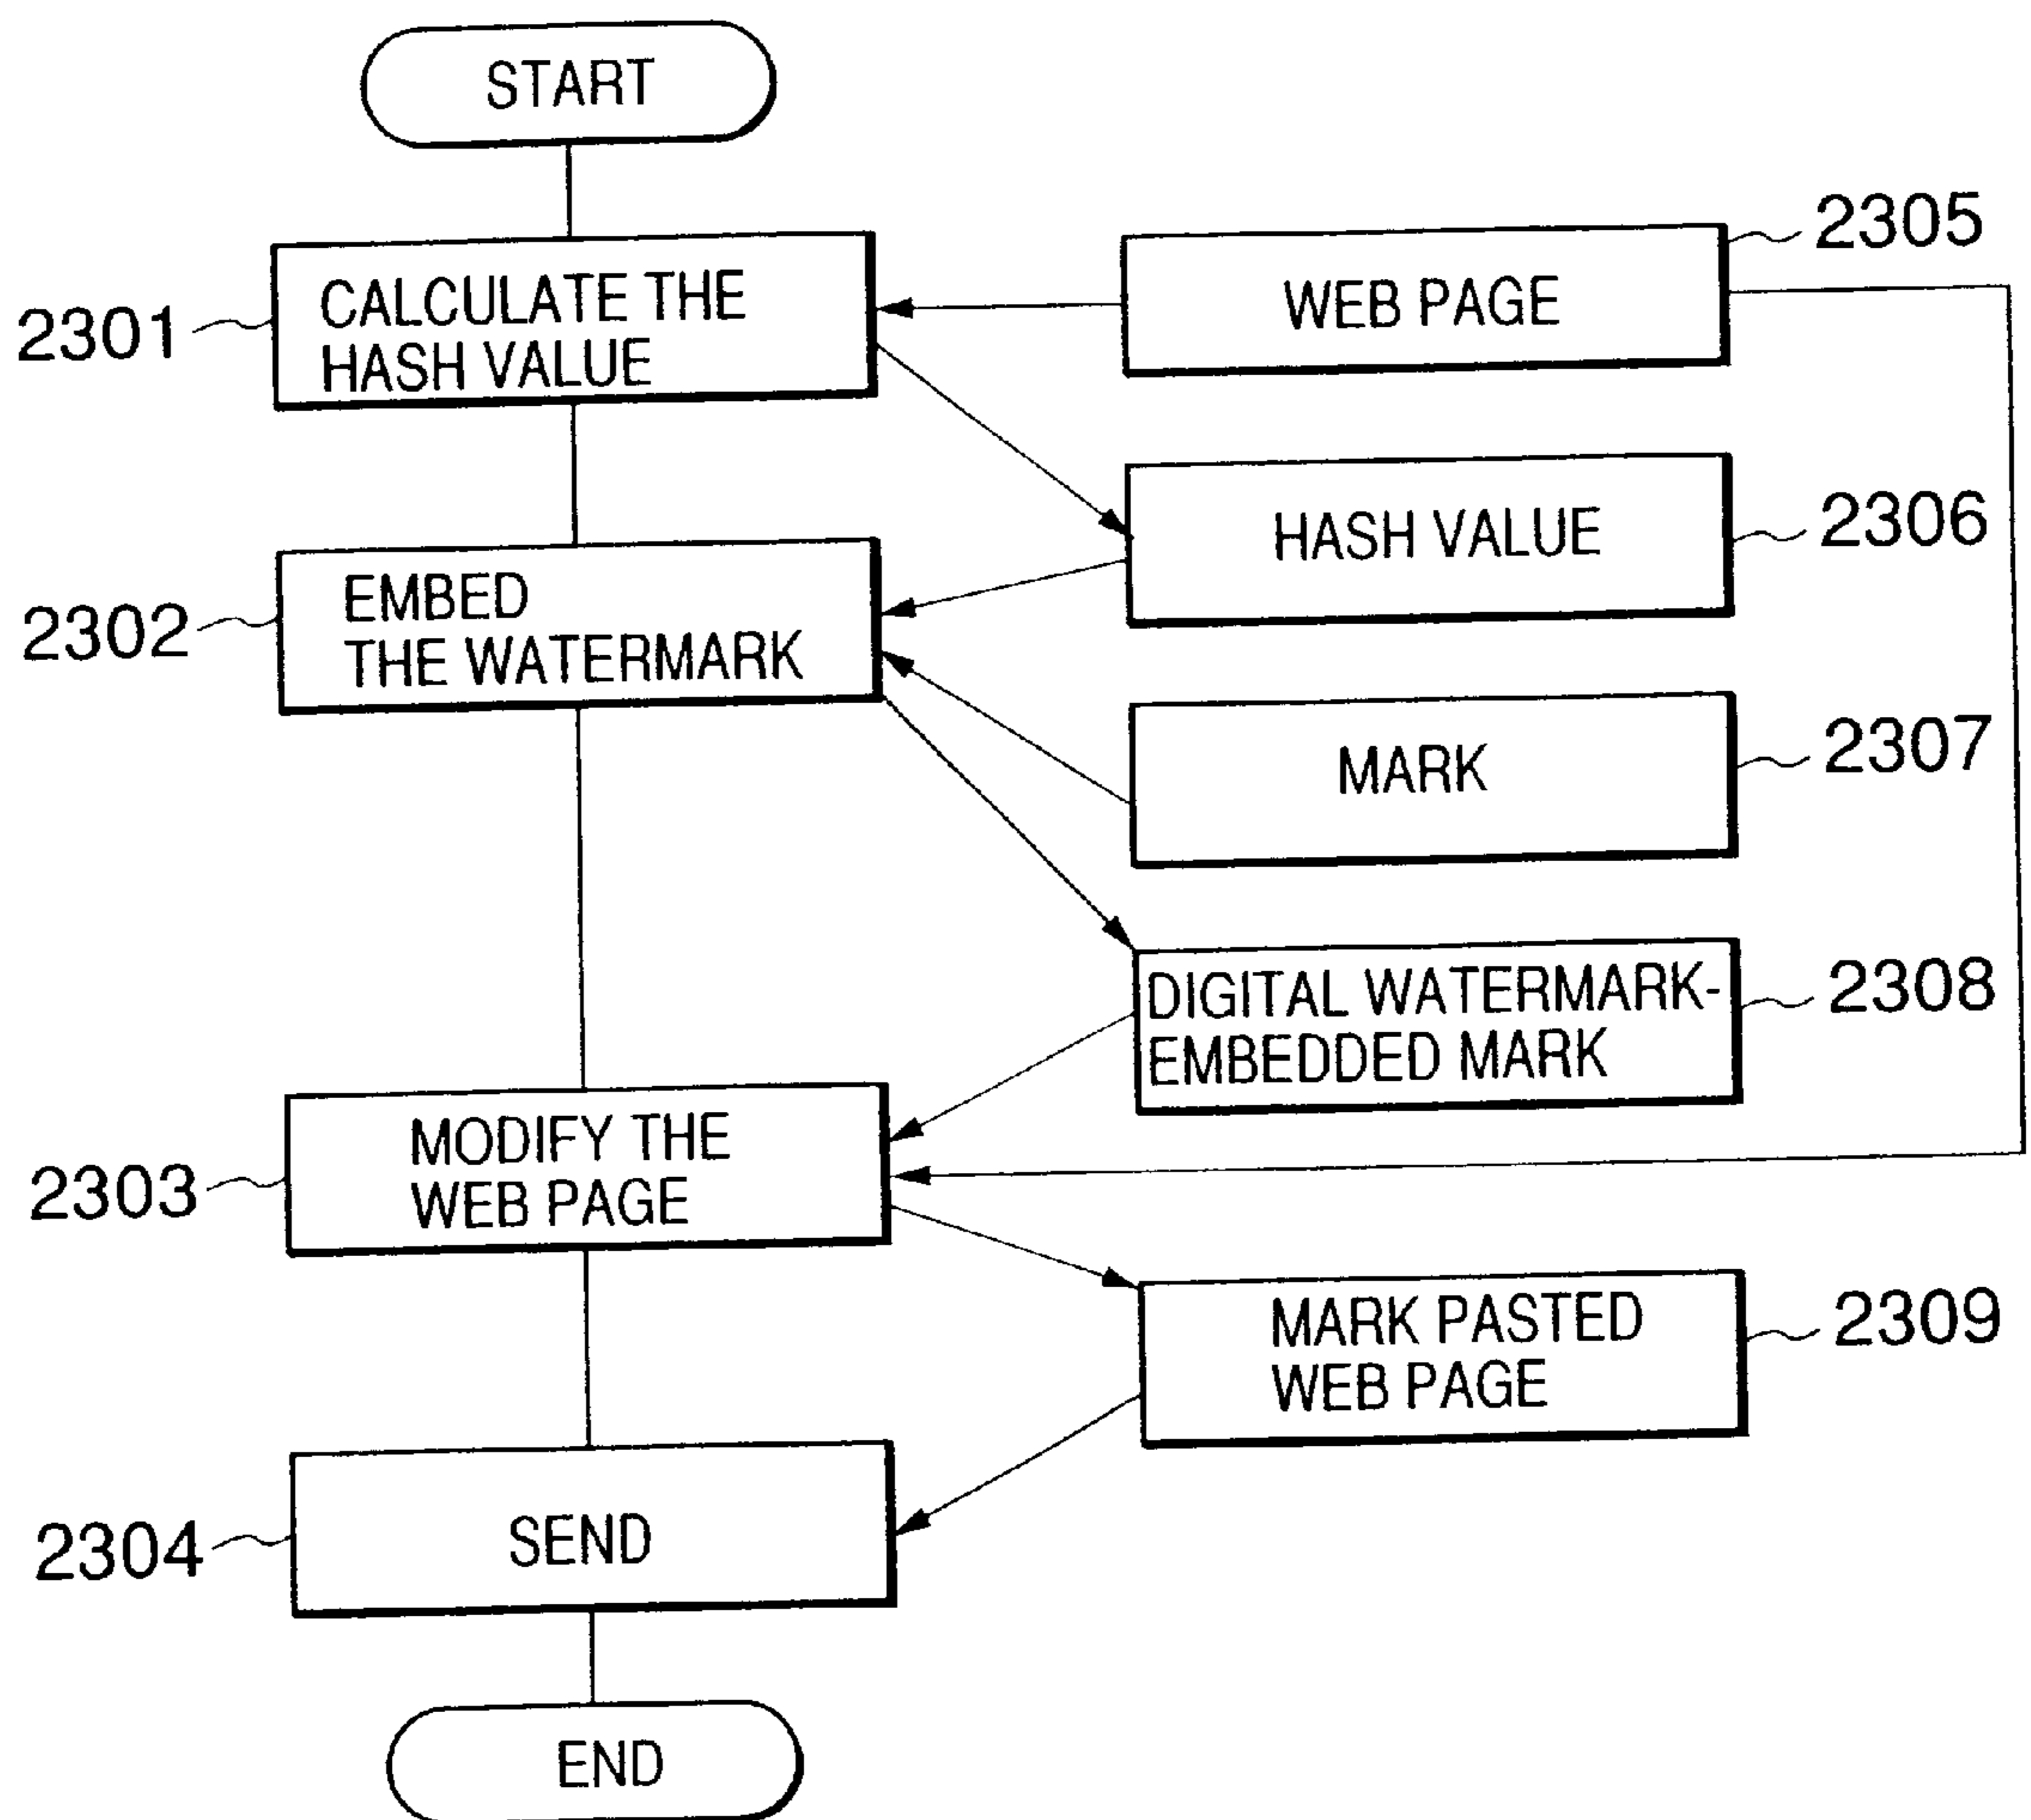 START
2301
CALCULATE THE
HASH VALUE
WEB PAGE
2305
HASH VALUE
2306
2302
EMBED
THE WATERMARK
MARK
2307
DIGITAL WATERMARK-
EMBEDDED MARK
2308
2303
MODIFY THE
WEB PAGE
MARK PASTED
WEB PAGE
2309
2304
SEND
END